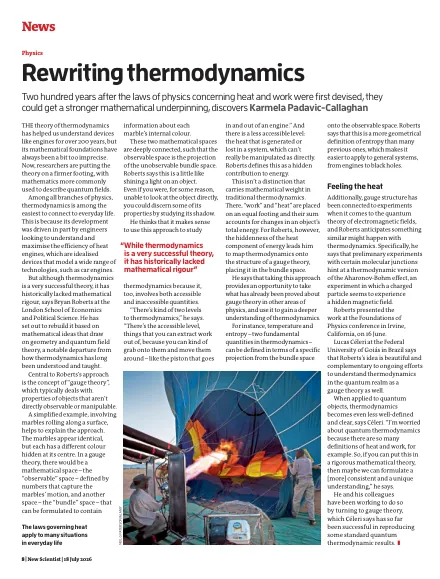 News
Physics
Rewriting thermodynamics
Two hundred years after the laws of physics concerning heat and work were first devised, they
could get a stronger mathematical underpinning, discovers Karmela Padavic-Callaghan
THE theory of thermodynamics
has helped us understand devices
like engines for over 200 years, but
its mathematical foundations have
always been a bit too imprecise.
Now, researchers are putting the
theory on a firmer footing, with
mathematics more commonly
used to describe quantum fields.
Among all branches of physics,
thermodynamics is among the
easiest to connect to everyday life.
This is because its development
was driven in part by engineers
looking to understand and
maximise the efficiency of heat
engines, which are idealised
devices that model a wide range of
technologies, such as car engines.
But although thermodynamics
is a very successful theory, it has
historically lacked mathematical
rigour, says Bryan Roberts at the
London School of Economics
and Political Science. He has
set out to rebuild it based on
mathematical ideas that draw
on geometry and quantum field
theory, a notable departure from
how thermodynamics has long
been understood and taught.
Central to Roberts's approach
is the concept of "gauge theory",
which typically deals with
properties of objects that aren't
directly observable or manipulable.
A simplified example, involving
marbles rolling along a surface,
helps to explain the approach.
The marbles appear identical,
but each has a different colour
hidden at its centre. In a gauge
theory, there would be a
mathematical space – the
"observable" space – defined by
numbers that capture the
marbles' motion, and another
space – the "bundle" space – that
can be formulated to contain
information about each
marble's internal colour.
These two mathematical spaces
are deeply connected, such that the
observable space is the projection
of the unobservable bundle space.
Roberts says this is a little like
shining a light on an object.
Even if you were, for some reason,
unable to look at the object directly,
you could discern some of its
properties by studying its shadow.
He thinks that it makes sense
to use this approach to study
"While thermodynamics
is a very successful theory,
it has historically lacked
mathematical rigour"
thermodynamics because it,
too, involves both accessible
and inaccessible quantities.
"There's kind of two levels
to thermodynamics," he says.
"There's the accessible level,
things that you can extract work
out of, because you can kind of
grab onto them and move them
around – like the piston that goes
in and out of an engine." And
there is a less accessible level:
the heat that is generated or
lost in a system, which can't
really be manipulated as directly.
Roberts defines this as a hidden
contribution to energy.
This isn't a distinction that
carries mathematical weight in
traditional thermodynamics.
There, "work" and "heat" are placed
on an equal footing and their sum
accounts for changes in an object's
total energy. For Roberts, however,
the hiddenness of the heat
component of energy leads him
to map thermodynamics onto
the structure of a gauge theory,
placing it in the bundle space.
He says that taking this approach
provides an opportunity to take
what has already been proved about
gauge theory in other areas of
physics, and use it to gain a deeper
understanding of thermodynamics.
For instance, temperature and
entropy – two fundamental
quantities in thermodynamics –
can be defined in terms of a specific
projection from the bundle space
onto the observable space. Roberts
says that this is a more geometrical
definition of entropy than many
previous ones, which makes it
easier to apply to general systems,
from engines to black holes.
Feeling the heat
Additionally, gauge structure has
been connected to experiments
when it comes to the quantum
theory of electromagnetic fields,
and Roberts anticipates something
similar might happen with
thermodynamics. Specifically, he
says that preliminary experiments
with certain molecular junctions
hint at a thermodynamic version
of the Aharonov-Bohm effect, an
experiment in which a charged
particle seems to experience
a hidden magnetic field.
Roberts presented the
work at the Foundations of
Physics conference in Irvine,
California, on 16 June.
Lucas Céleri at the Federal
University of Goiás in Brazil says
that Roberts's idea is beautiful and
complementary to ongoing efforts
to understand thermodynamics
in the quantum realm as a
gauge theory as well.
When applied to quantum
objects, thermodynamics
becomes even less well-defined
and clear, says Céleri. "I'm worried
about quantum thermodynamics
because there are so many
definitions of heat and work, for
example. So, if you can put this in
a rigorous mathematical theory,
then maybe we can formulate a
[more] consistent and a unique
understanding," he says.
He and his colleagues
have been working to do so
by turning to gauge theory,
which Céleri says has so far
been successful in reproducing
some standard quantum
thermodynamic results.
The laws governing heat
apply to many situations
in everyday life
8 | New Scientist | 18 July 2026